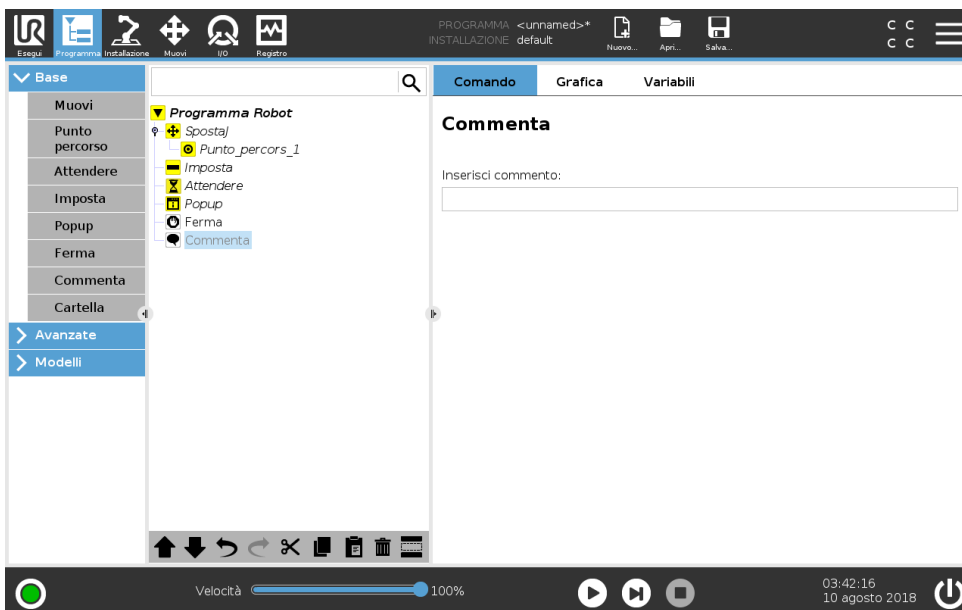 PROGRAMMA <unnamed>*
INSTALLAZIONE default
Esegui Programma Installazione Muovi I/O Registro
Nuovo... Apri... Salva...
C C
C C
Base
Muovi
Punto
percorso
Attendere
Imposta
Popup
Ferma
Commenta
Cartella
Avanzate
Modelli
Programma Robot
SpostaJ
Punto_percors_1
Imposta
Attendere
Popup
Ferma
Commenta
Comando Grafica Variabili
Commenta
Inserisci commento:
Velocità 100%
03:42:16
10 agosto 2018